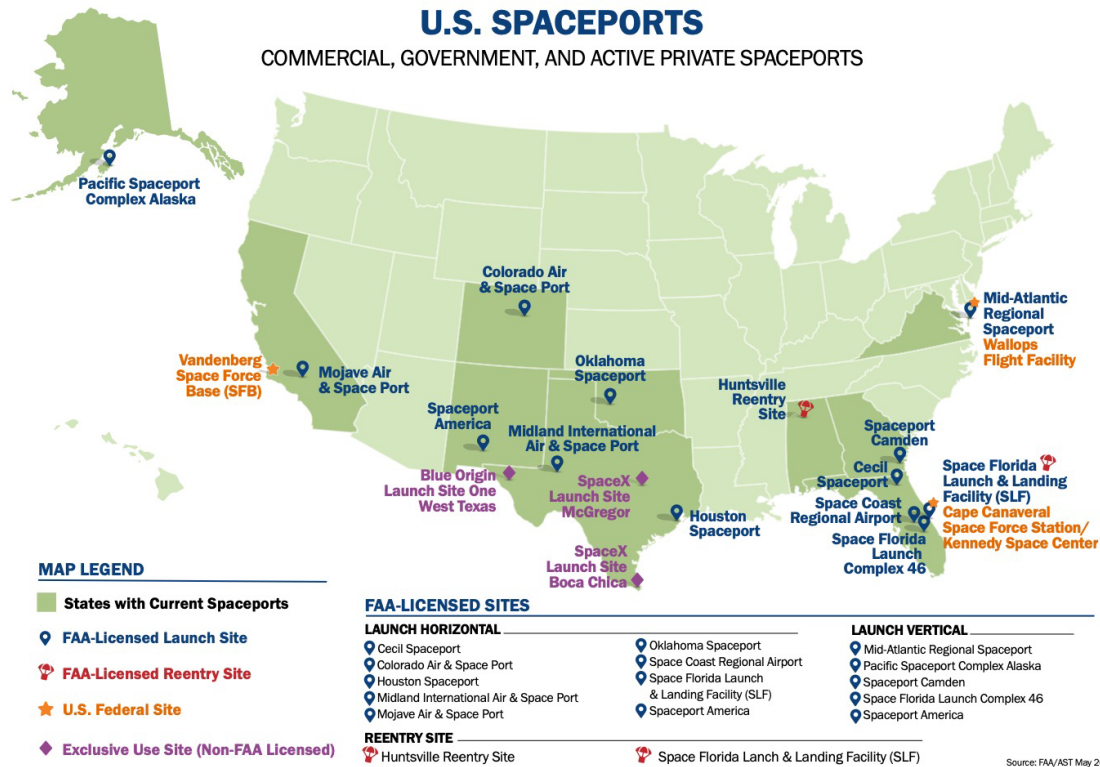 U.S. SPACEPORTS
COMMERCIAL, GOVERNMENT, AND ACTIVE PRIVATE SPACEPORTS
Pacific Spaceport
Complex Alaska
Colorado Air
& Space Port
Mid-Atlantic
Regional
Spaceport
Wallops
Flight Facility
Vandenberg
Space Force
Base (SFB)
Mojave Air
& Space Port
Oklahoma
Spaceport
Huntsville
Reentry
Site
Spaceport
America
Midland International
Air & Space Port
Spaceport
Camden
Blue Origin
Launch Site One
West Texas
SpaceX
Launch Site
McGregor
Cecil
Spaceport
Space Florida
Launch & Landing
Facility (SLF)
Cape Canaveral
Space Force Station/
Kennedy Space Center
Houston
Spaceport
Space Coast
Regional Airport
Space Florida
Launch
Complex 46
SpaceX
Launch Site
Boca Chica
MAP LEGEND
States with Current Spaceports
FAA-Licensed Launch Site
FAA-Licensed Reentry Site
U.S. Federal Site
Exclusive Use Site (Non-FAA Licensed)
FAA-LICENSED SITES
LAUNCH HORIZONTAL
Cecil Spaceport
Colorado Air & Space Port
Houston Spaceport
Midland International Air & Space Port
Mojave Air & Space Port
Oklahoma Spaceport
Space Coast Regional Airport
Space Florida Launch
& Landing Facility (SLF)
Spaceport America
LAUNCH VERTICAL
Mid-Atlantic Regional Spaceport
Pacific Spaceport Complex Alaska
Spaceport Camden
Space Florida Launch Complex 46
Spaceport America
REENTRY SITE
Huntsville Reentry Site
Space Florida Lanch & Landing Facility (SLF)
Source: FAA/AST May 2